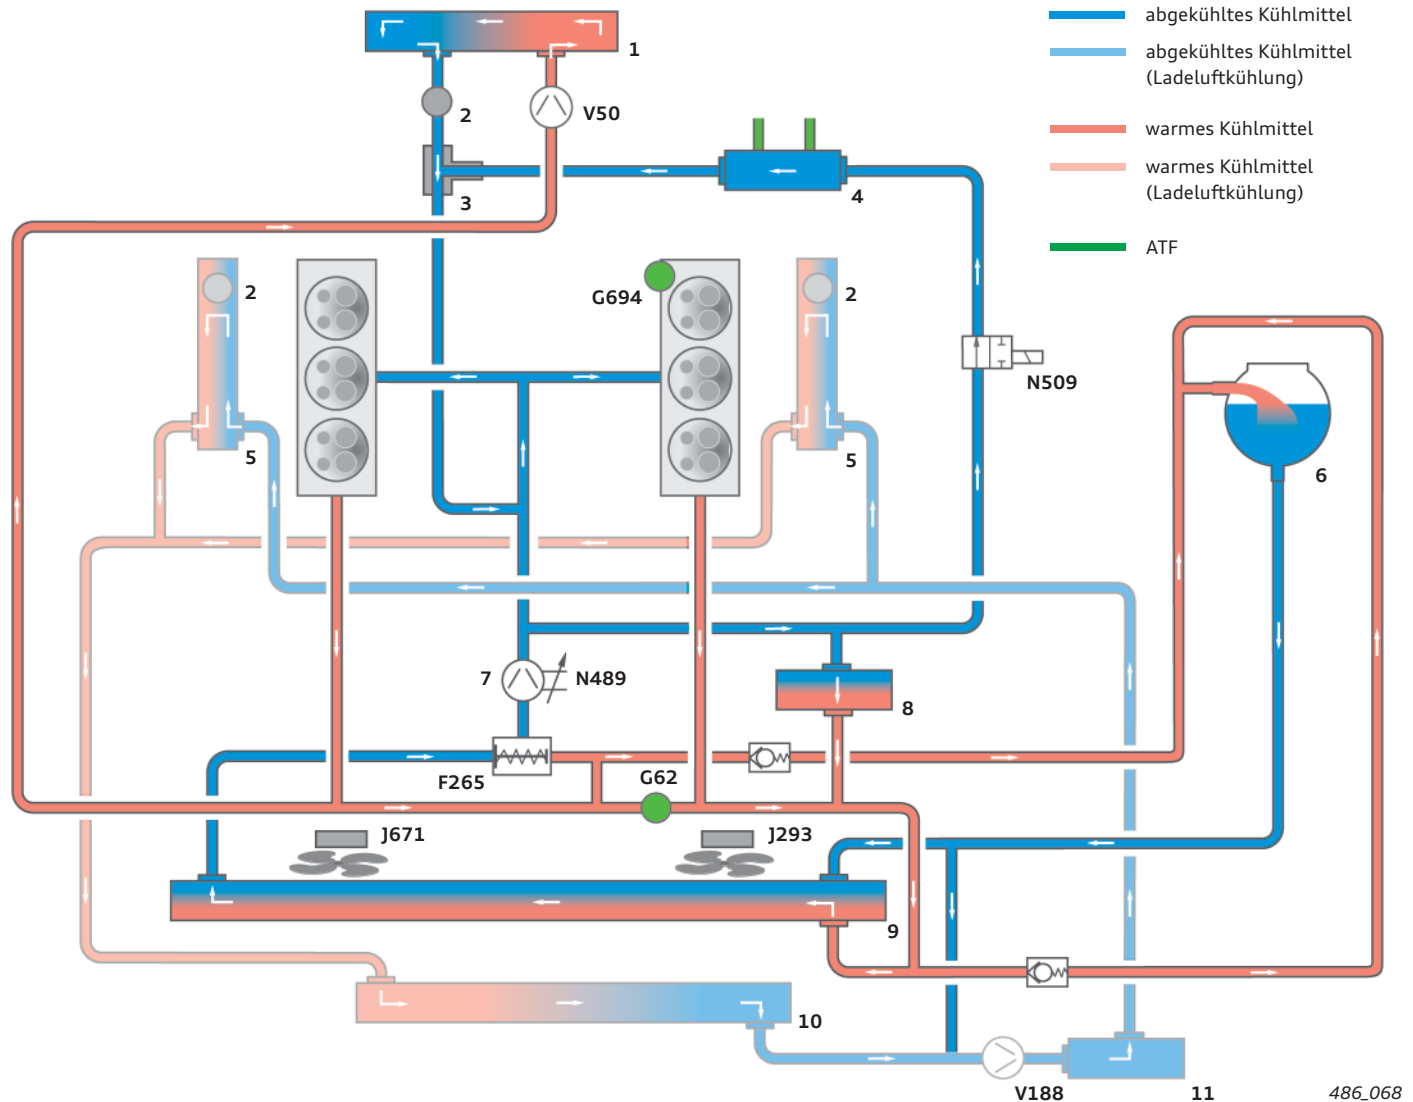 abgekühltes Kühlmittel
abgekühltes Kühlmittel
(Ladeluftkühlung)
warmes Kühlmittel
warmes Kühlmittel
(Ladeluftkühlung)
ATF
1
2
V50
3
4
2
G694
2
N509
5
5
6
7
N489
8
F265
G62
J671
J293
9
10
V188
11
486_068